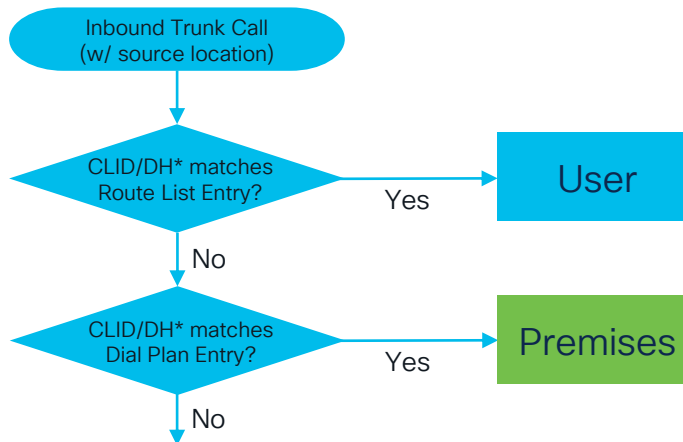 Inbound Trunk Call
(w/ source location)
CLID/DH* matches
Route List Entry?
Yes
User
No
CLID/DH* matches
Dial Plan Entry?
Yes
Premises
No